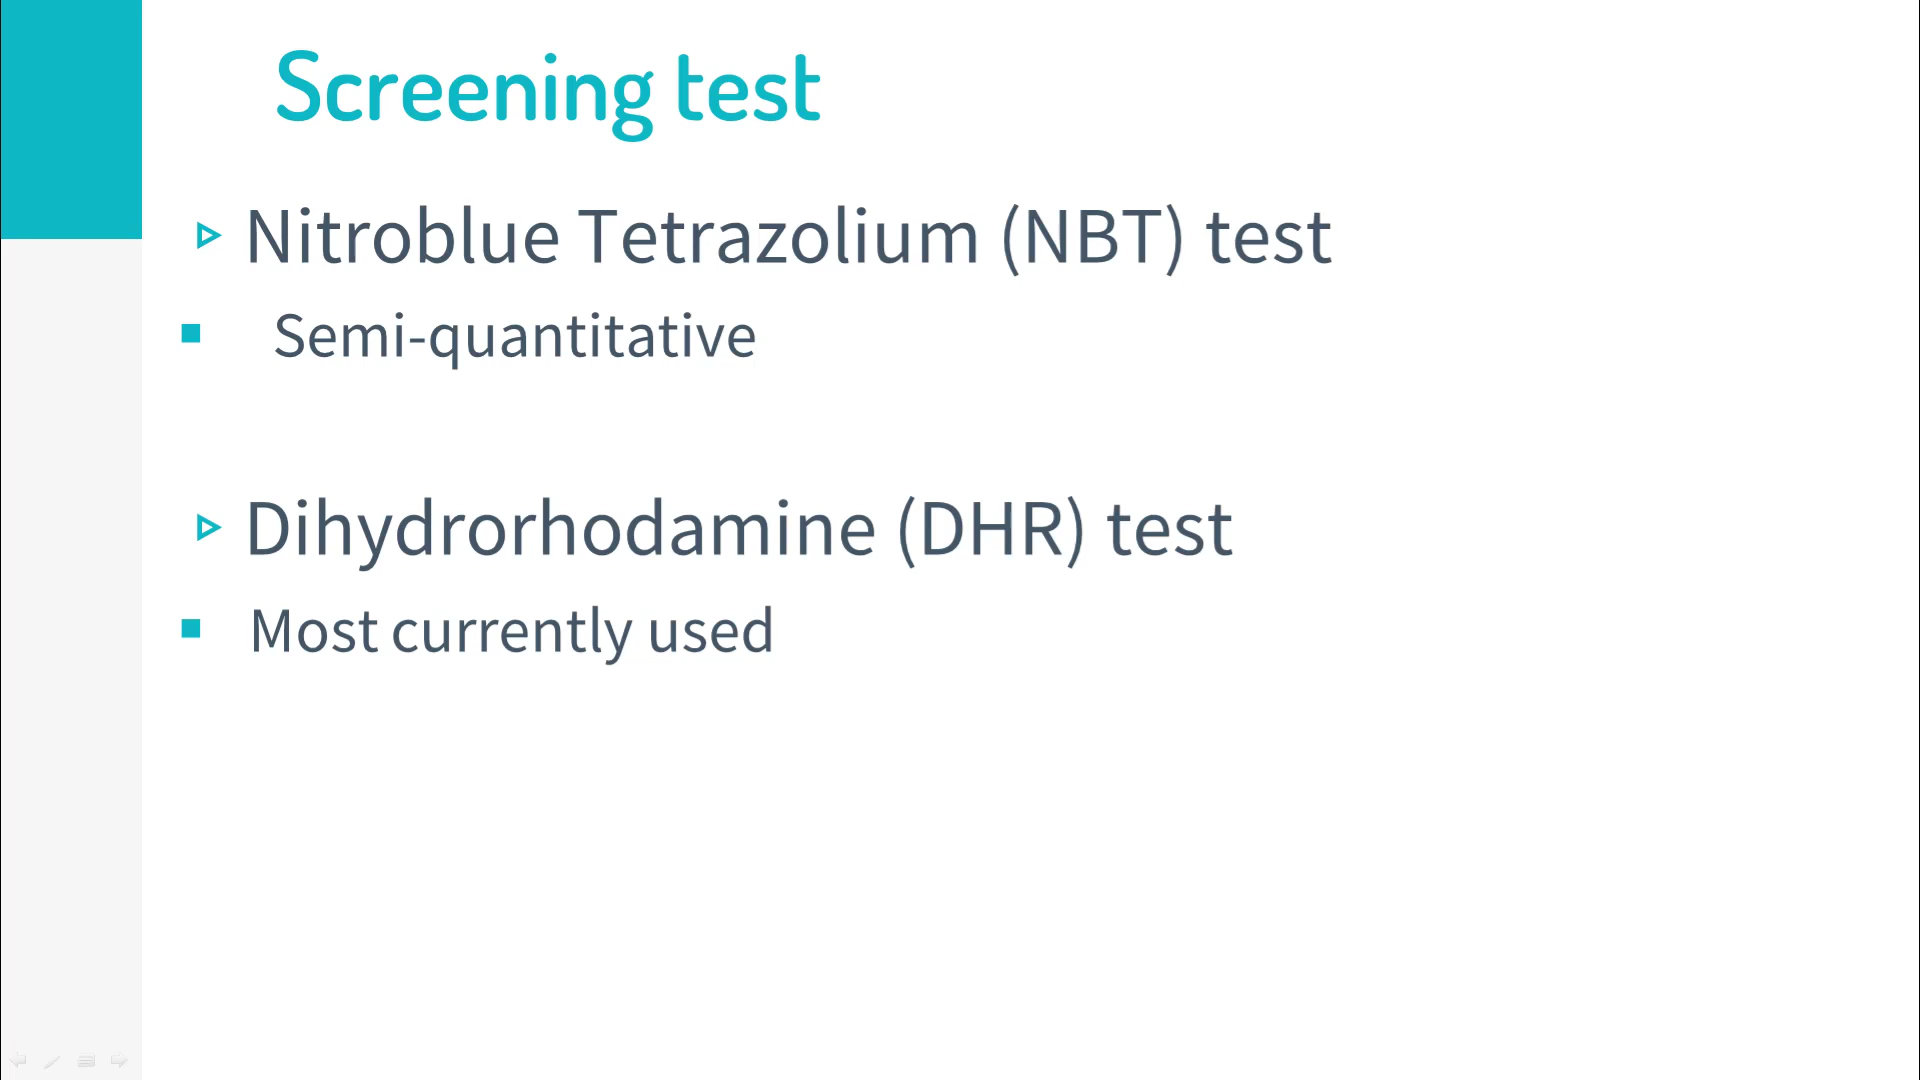 Screening test
Nitroblue Tetrazolium (NBT) test
Semi-quantitative
Dihydrorhodamine (DHR) test
Most currently used